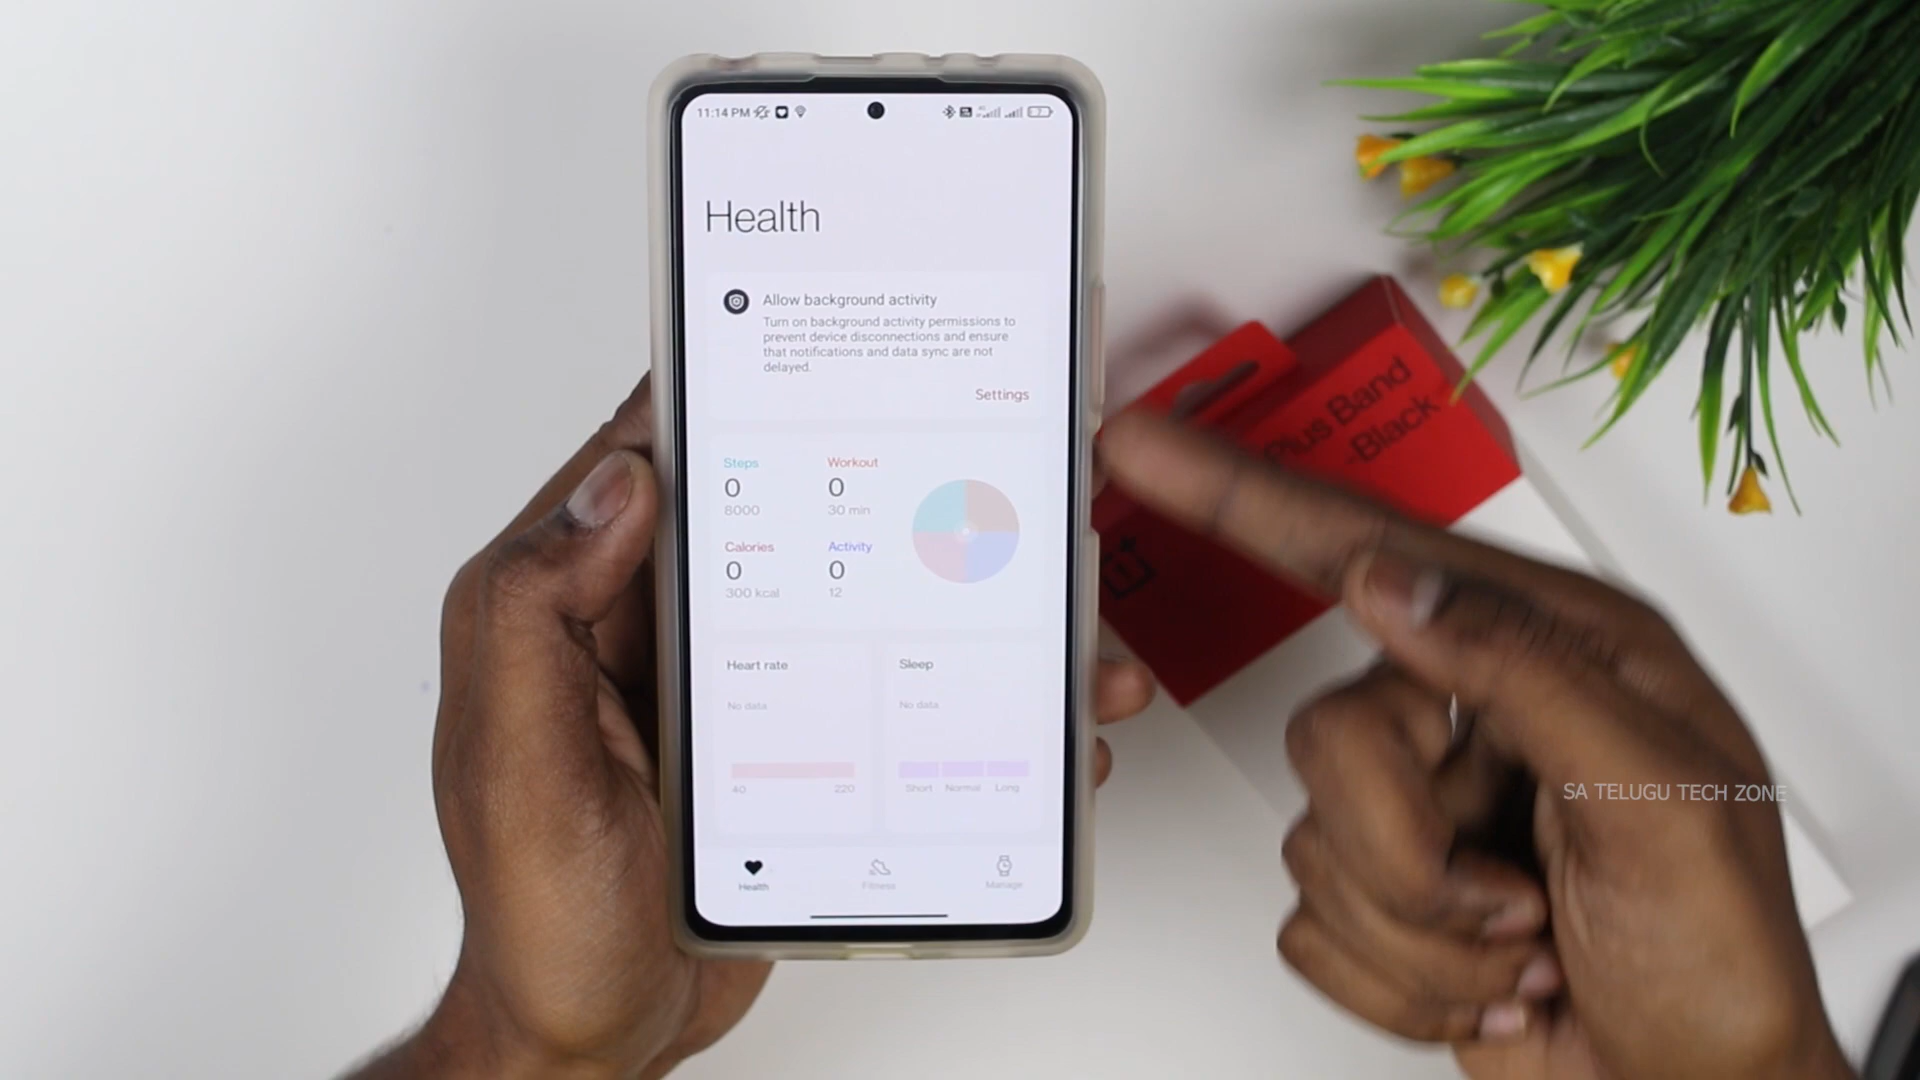 11:14 PM
Health
Allow background activity
Turn on background activity permissions to
prevent device disconnections and ensure
that notifications and data sync are not
delayed.
Settings
Steps
Workout
0
0
8000
30 min
Calories
Activity
0
0
300 kcal
12
Heart rate
Sleep
No data
No data
40
220
Short
Normal
Long
Health
Fitness
Manage
Plus Band
-Black
SA TELUGU TECH ZONE